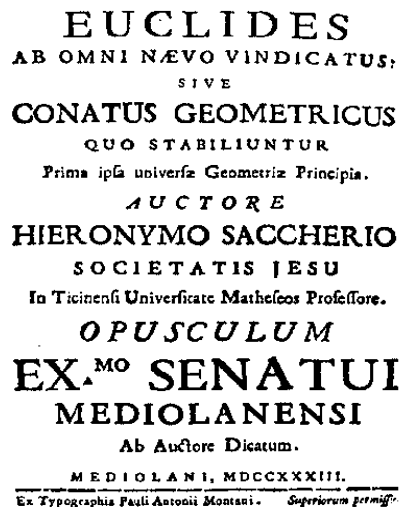 EUCLIDES
AB OMNI NÆVO VINDICATUS:
SIVE
CONATUS GEOMETRICUS
QUO STABILIUNTUR
Prima ipſa univerſæ Geometriæ Principia.
AUCTORE
HIERONYMO SACCHERIO
SOCIETATIS JESU
In Ticinenſi Univerſitate Matheſeos Profeſſore.
OPUSCULUM
EX.ᴹᴼ SENATUI
MEDIOLANENSI
Ab Auctore Dicatum.
MEDIOLANI, MDCCXXXIII.
Ex Typographia Pauli Antonii Montani. Superiorum permiſſu